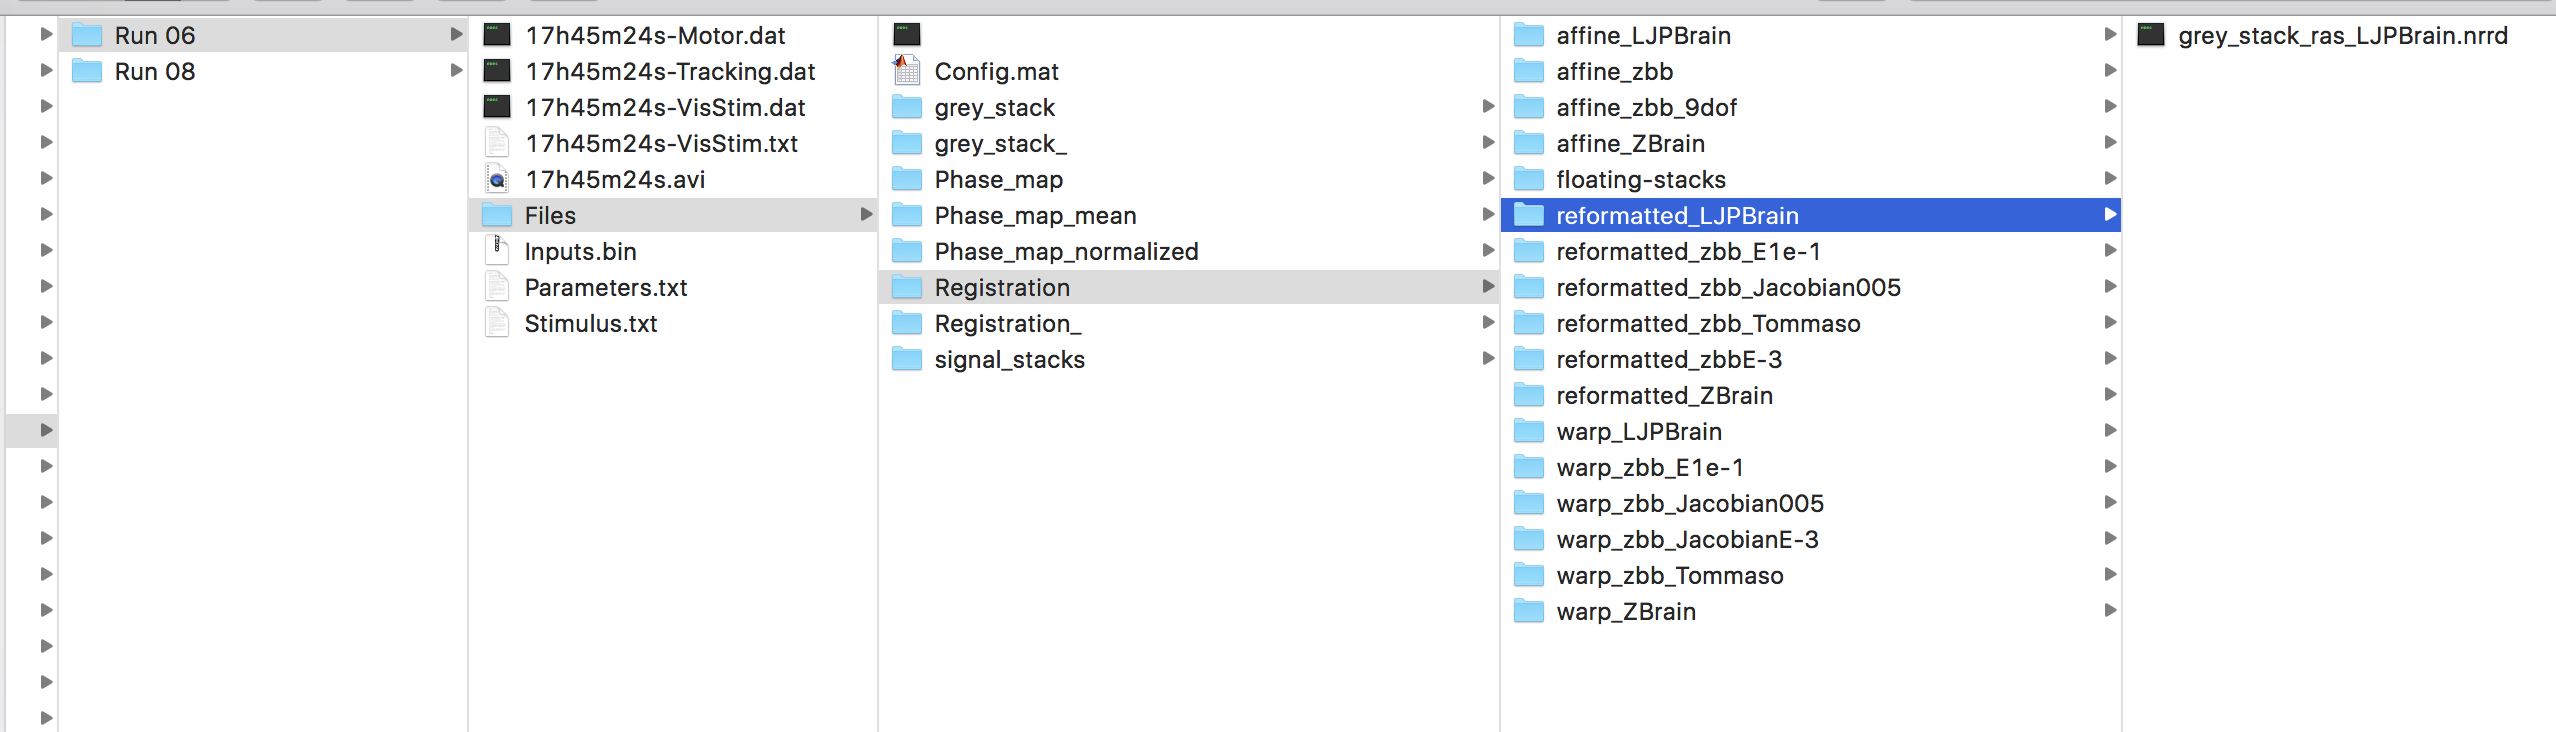 Run 06
Run 08
17h45m24s-Motor.dat
17h45m24s-Tracking.dat
17h45m24s-VisStim.dat
17h45m24s-VisStim.txt
17h45m24s.avi
Files
Inputs.bin
Parameters.txt
Stimulus.txt
Config.mat
grey_stack
grey_stack_
Phase_map
Phase_map_mean
Phase_map_normalized
Registration
Registration_
signal_stacks
affine_LJPBrain
affine_zbb
affine_zbb_9dof
affine_ZBrain
floating-stacks
reformatted_LJPBrain
reformatted_zbb_E1e-1
reformatted_zbb_Jacobian005
reformatted_zbb_Tommaso
reformatted_zbbE-3
reformatted_ZBrain
warp_LJPBrain
warp_zbb_E1e-1
warp_zbb_Jacobian005
warp_zbb_JacobianE-3
warp_zbb_Tommaso
warp_ZBrain
grey_stack_ras_LJPBrain.nrrd